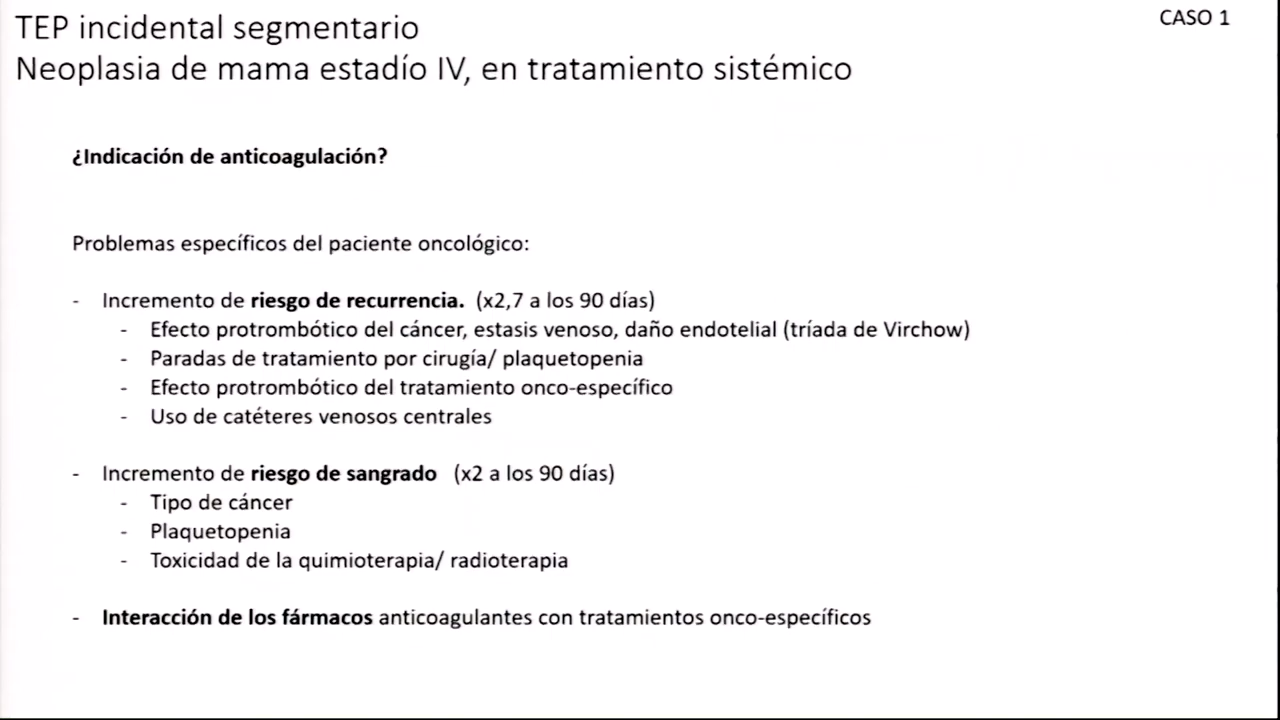 TEP incidental segmentario
CASO 1
Neoplasia de mama estadío IV, en tratamiento sistémico
¿Indicación de anticoagulación?
Problemas específicos del paciente oncológico:
- Incremento de riesgo de recurrencia. (x2,7 a los 90 días)
- Efecto protrombótico del cáncer, estasis venoso, daño endotelial (tríada de Virchow)
- Paradas de tratamiento por cirugía/ plaquetopenia
- Efecto protrombótico del tratamiento onco-específico
- Uso de catéteres venosos centrales
- Incremento de riesgo de sangrado (x2 a los 90 días)
- Tipo de cáncer
- Plaquetopenia
- Toxicidad de la quimioterapia/ radioterapia
- Interacción de los fármacos anticoagulantes con tratamientos onco-específicos